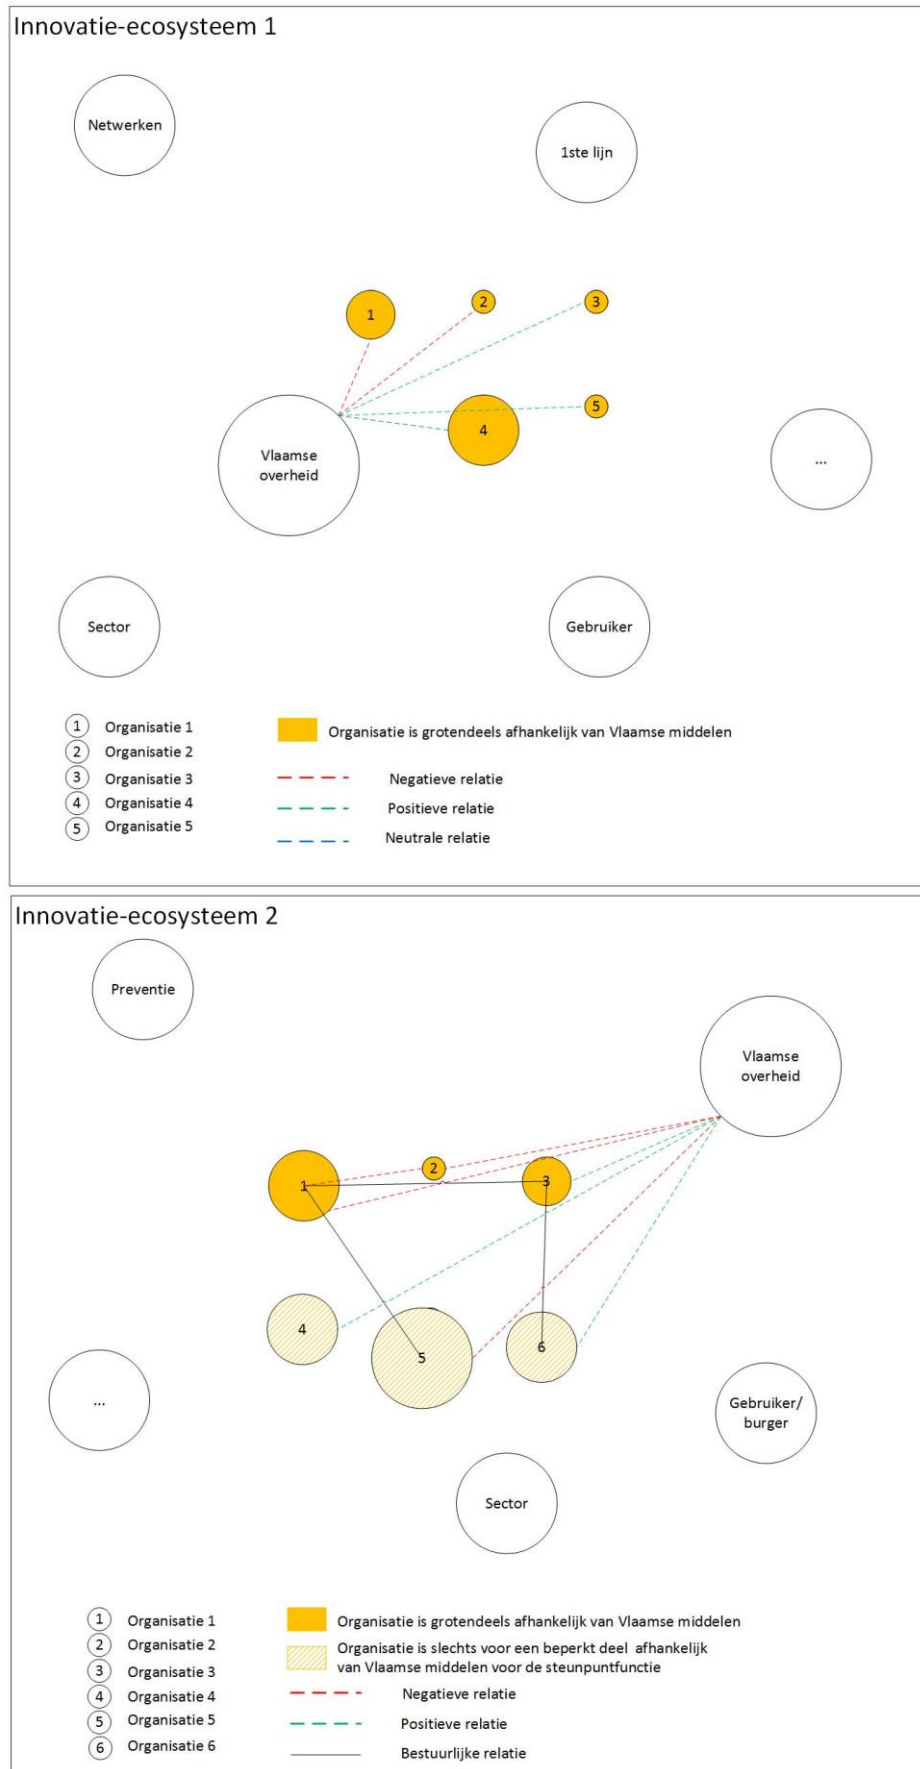 Innovatie-ecosysteem 1
Netwerken
1ste lijn
1
2
3
4
5
Vlaamse
overheid
...
Sector
Gebruiker
1 Organisatie 1
2 Organisatie 2
3 Organisatie 3
4 Organisatie 4
5 Organisatie 5
Organisatie is grotendeels afhankelijk van Vlaamse middelen
Negatieve relatie
Positieve relatie
Neutrale relatie
Innovatie-ecosysteem 2
Preventie
Vlaamse
overheid
1
2
3
4
5
6
...
Gebruiker/
burger
Sector
1 Organisatie 1
2 Organisatie 2
3 Organisatie 3
4 Organisatie 4
5 Organisatie 5
6 Organisatie 6
Organisatie is grotendeels afhankelijk van Vlaamse middelen
Organisatie is slechts voor een beperkt deel afhankelijk
van Vlaamse middelen voor de steunpuntfunctie
Negatieve relatie
Positieve relatie
Bestuurlijke relatie